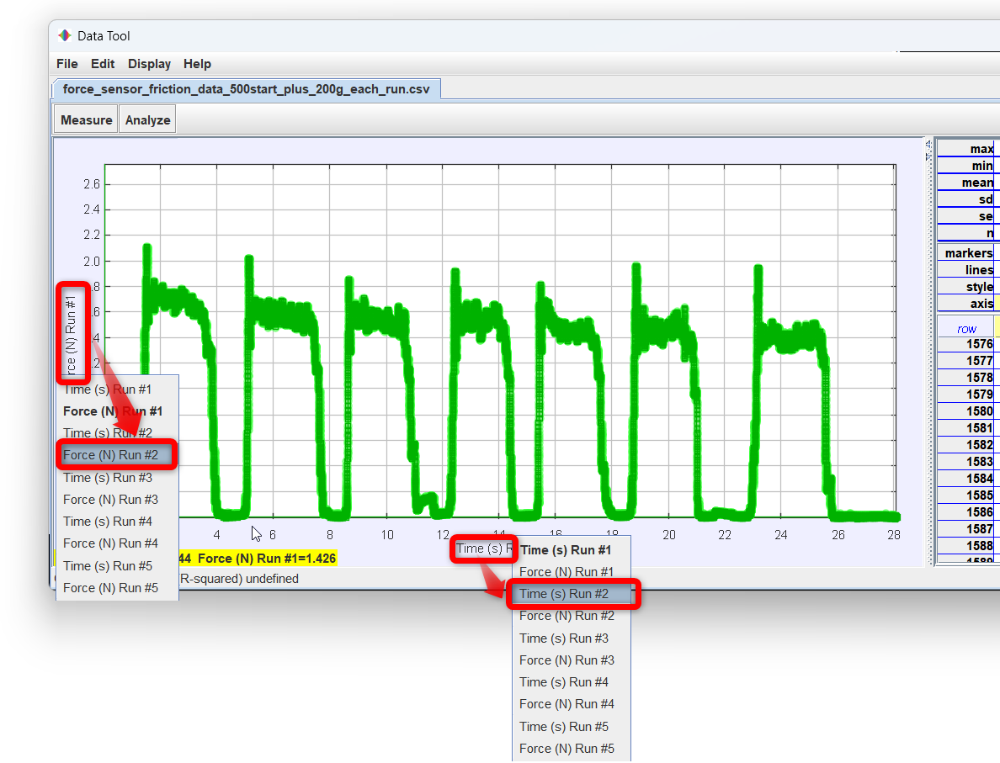 Data Tool
File Edit Display Help
force_sensor_friction_data_500start_plus_200g_each_run.csv
Measure Analyze
max
min
mean
sd
se
n
markers
lines
style
axis
row
1576
1577
1578
1579
1580
1581
1582
1583
1584
1585
1586
1587
1588
2.6
2.4
2.2
2.0
.8
.6
.4
.2
rce (N) Run #1
Time (s) Run #1
Force (N) Run #1
Time (s) Run #2
Force (N) Run #2
Time (s) Run #3
Force (N) Run #3
Time (s) Run #4
Force (N) Run #4
Time (s) Run #5
Force (N) Run #5
4 6 8 10 12 14 16 18 20 22 24 26 28
Time (s) R
44 Force (N) Run #1=1.426
R-squared) undefined
Time (s) Run #1
Force (N) Run #1
Time (s) Run #2
Force (N) Run #2
Time (s) Run #3
Force (N) Run #3
Time (s) Run #4
Force (N) Run #4
Time (s) Run #5
Force (N) Run #5